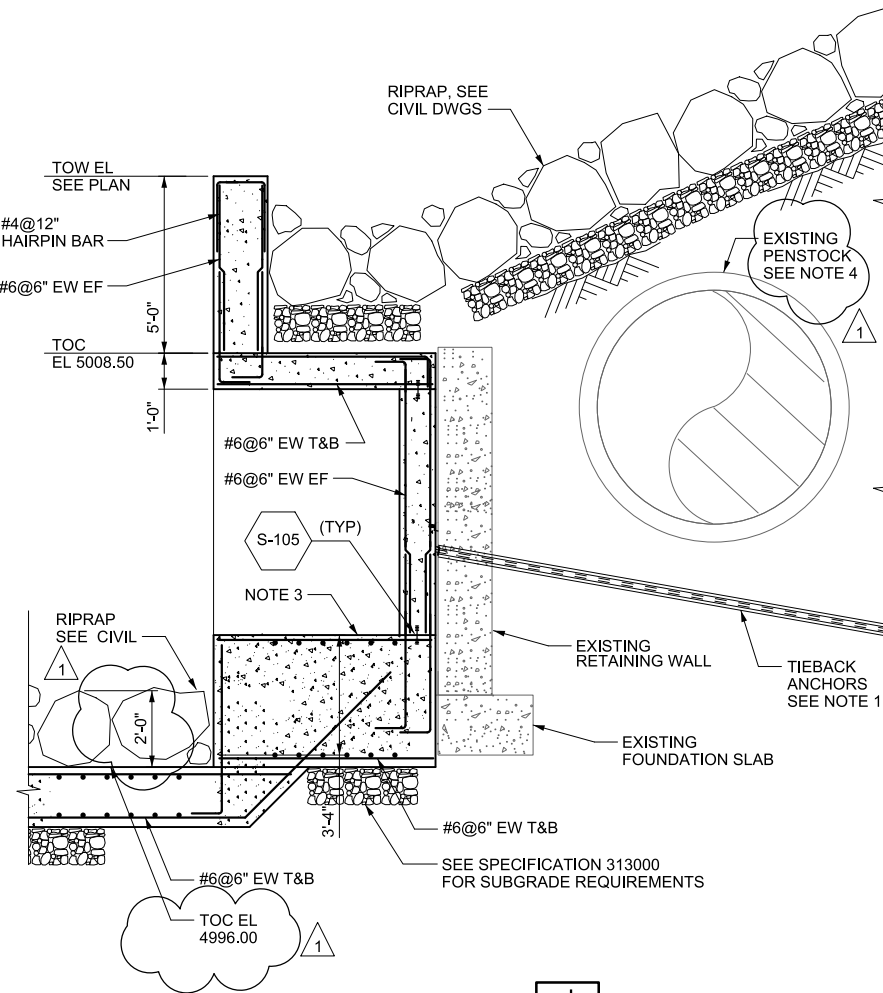 RIPRAP, SEE
CIVIL DWGS
TOW EL
SEE PLAN
#4@12"
HAIRPIN BAR
#6@6" EW EF
5'-0"
TOC
EL 5008.50
1'-0"
EXISTING
PENSTOCK
SEE NOTE 4
1
#6@6" EW T&B
#6@6" EW EF
S-105
(TYP)
NOTE 3
RIPRAP
SEE CIVIL
1
2'-0"
EXISTING
RETAINING WALL
TIEBACK
ANCHORS
SEE NOTE 1
EXISTING
FOUNDATION SLAB
3'-4"
#6@6" EW T&B
SEE SPECIFICATION 313000
FOR SUBGRADE REQUIREMENTS
#6@6" EW T&B
TOC EL
4996.00
1